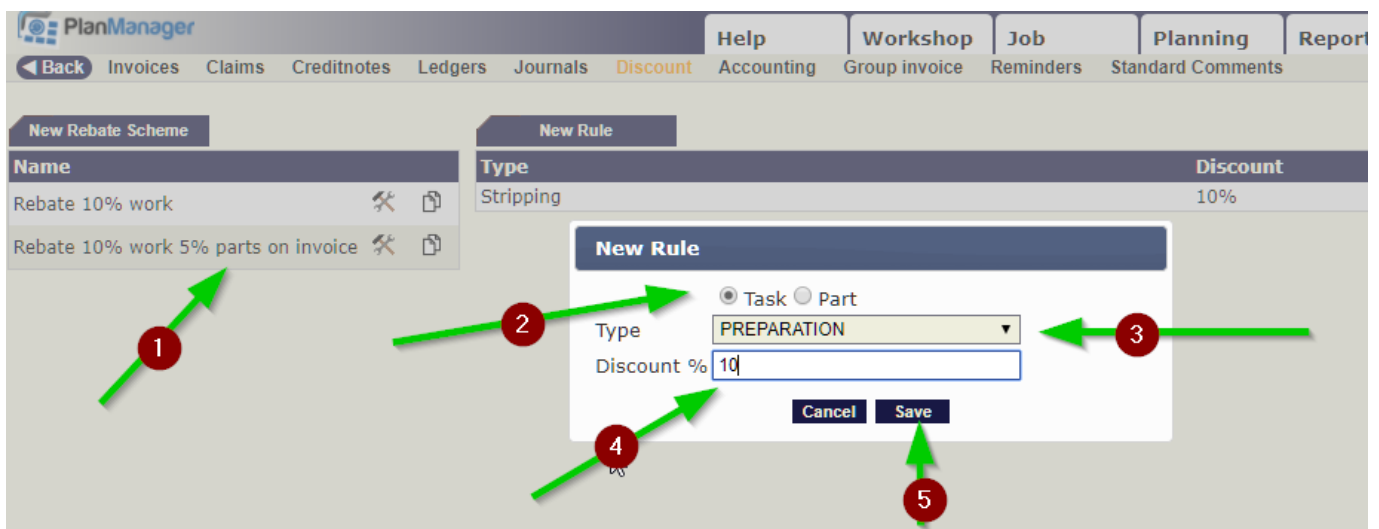 PlanManager
Help Workshop Job Planning Report
Back Invoices Claims Creditnotes Ledgers Journals Discount Accounting Group invoice Reminders Standard Comments
New Rebate Scheme
Name
Rebate 10% work
Rebate 10% work 5% parts on invoice
New Rule
Type Discount
Stripping 10%
New Rule
Task Part
Type PREPARATION
Discount % 10
Cancel Save
1
2
3
4
5